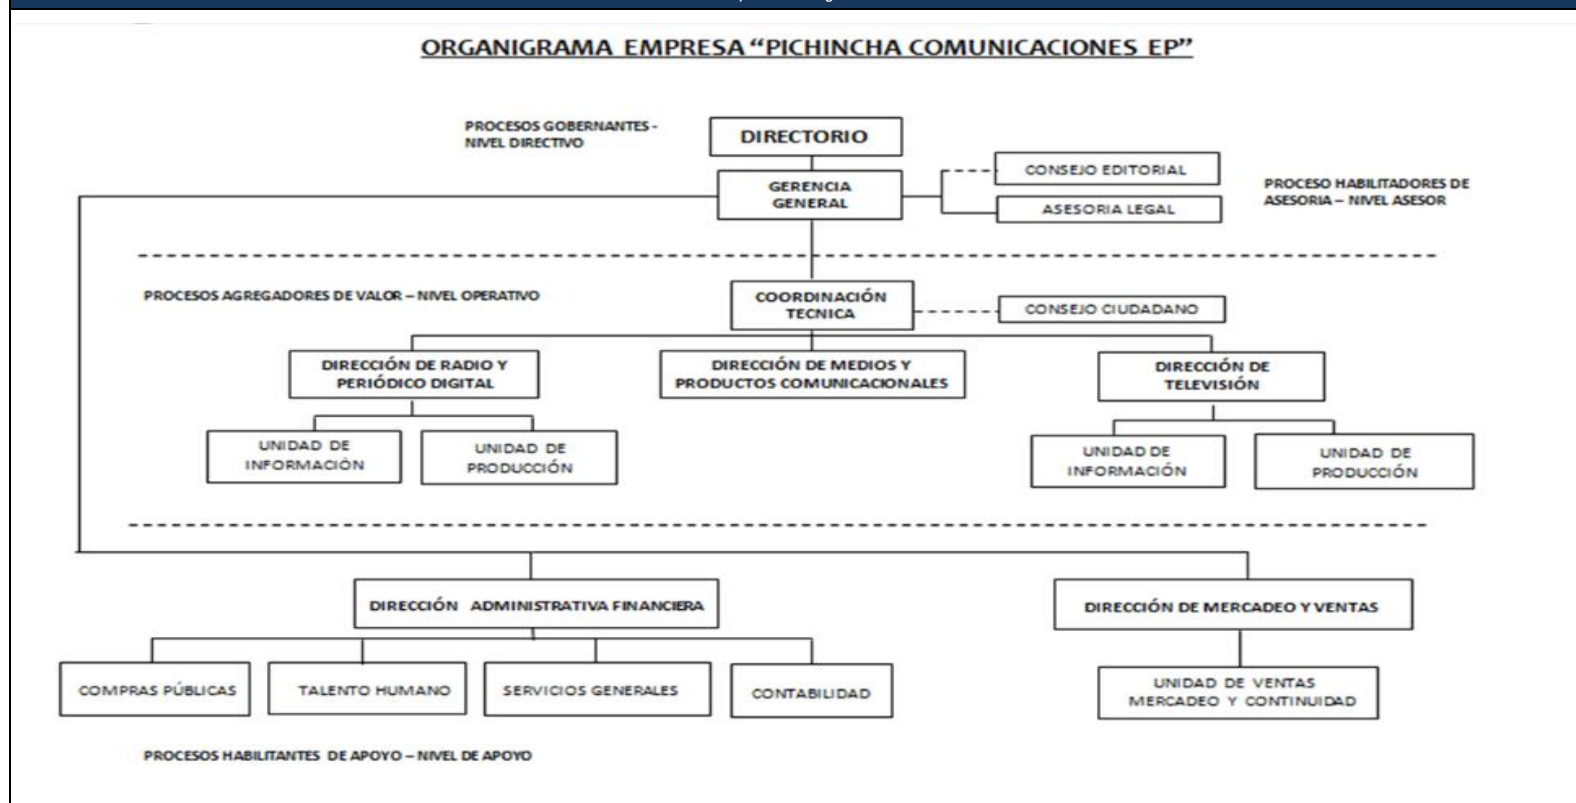 ORGANIGRAMA EMPRESA “PICHINCHA COMUNICACIONES EP”
PROCESOS GOBERNANTES -
NIVEL DIRECTIVO
DIRECTORIO
GERENCIA
GENERAL
CONSEJO EDITORIAL
ASESORIA LEGAL
PROCESO HABILITADORES DE
ASESORIA – NIVEL ASESOR
PROCESOS AGREGADORES DE VALOR – NIVEL OPERATIVO
COORDINACIÓN
TECNICA
CONSEJO CIUDADANO
DIRECCIÓN DE RADIO Y
PERIÓDICO DIGITAL
DIRECCIÓN DE MEDIOS Y
PRODUCTOS COMUNICACIONALES
DIRECCIÓN DE
TELEVISIÓN
UNIDAD DE
INFORMACIÓN
UNIDAD DE
PRODUCCIÓN
UNIDAD DE
INFORMACIÓN
UNIDAD DE
PRODUCCIÓN
DIRECCIÓN ADMINISTRATIVA FINANCIERA
DIRECCIÓN DE MERCADEO Y VENTAS
COMPRAS PÚBLICAS
TALENTO HUMANO
SERVICIOS GENERALES
CONTABILIDAD
UNIDAD DE VENTAS
MERCADEO Y CONTINUIDAD
PROCESOS HABILITANTES DE APOYO – NIVEL DE APOYO